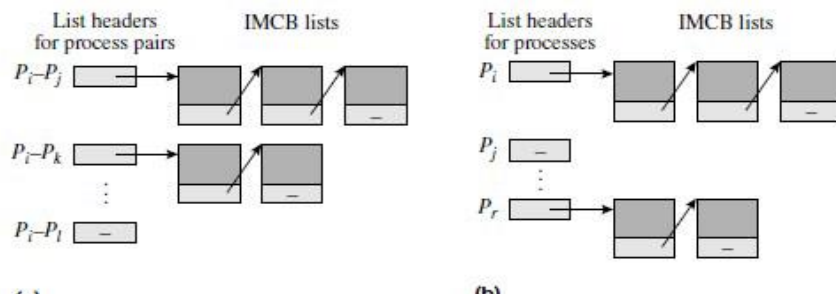 List headers
for process pairs
IMCB lists
Pi–Pj
–
Pi–Pk
–
⋮
Pi–Pl
–
List headers
for processes
IMCB lists
Pi
–
Pj
–
⋮
Pr
–
(b)